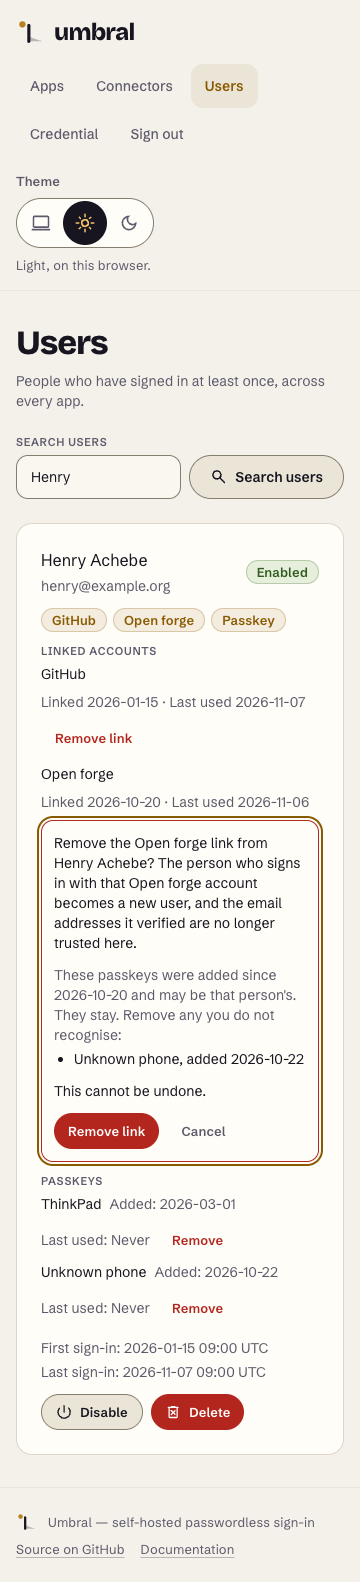 umbral
Apps Connectors Users
Credential Sign out
Theme
Light, on this browser.
Users
People who have signed in at least once, across
every app.
SEARCH USERS
Henry Search users
Henry Achebe
henry@example.org
Enabled
GitHub Open forge Passkey
LINKED ACCOUNTS
GitHub
Linked 2026-01-15 · Last used 2026-11-07
Remove link
Open forge
Linked 2026-10-20 · Last used 2026-11-06
Remove the Open forge link from
Henry Achebe? The person who signs
in with that Open forge account
becomes a new user, and the email
addresses it verified are no longer
trusted here.
These passkeys were added since
2026-10-20 and may be that person's.
They stay. Remove any you do not
recognise:
• Unknown phone, added 2026-10-22
This cannot be undone.
Remove link Cancel
PASSKEYS
ThinkPad Added: 2026-03-01
Last used: Never Remove
Unknown phone Added: 2026-10-22
Last used: Never Remove
First sign-in: 2026-01-15 09:00 UTC
Last sign-in: 2026-11-07 09:00 UTC
Disable Delete
Umbral — self-hosted passwordless sign-in
Source on GitHub Documentation